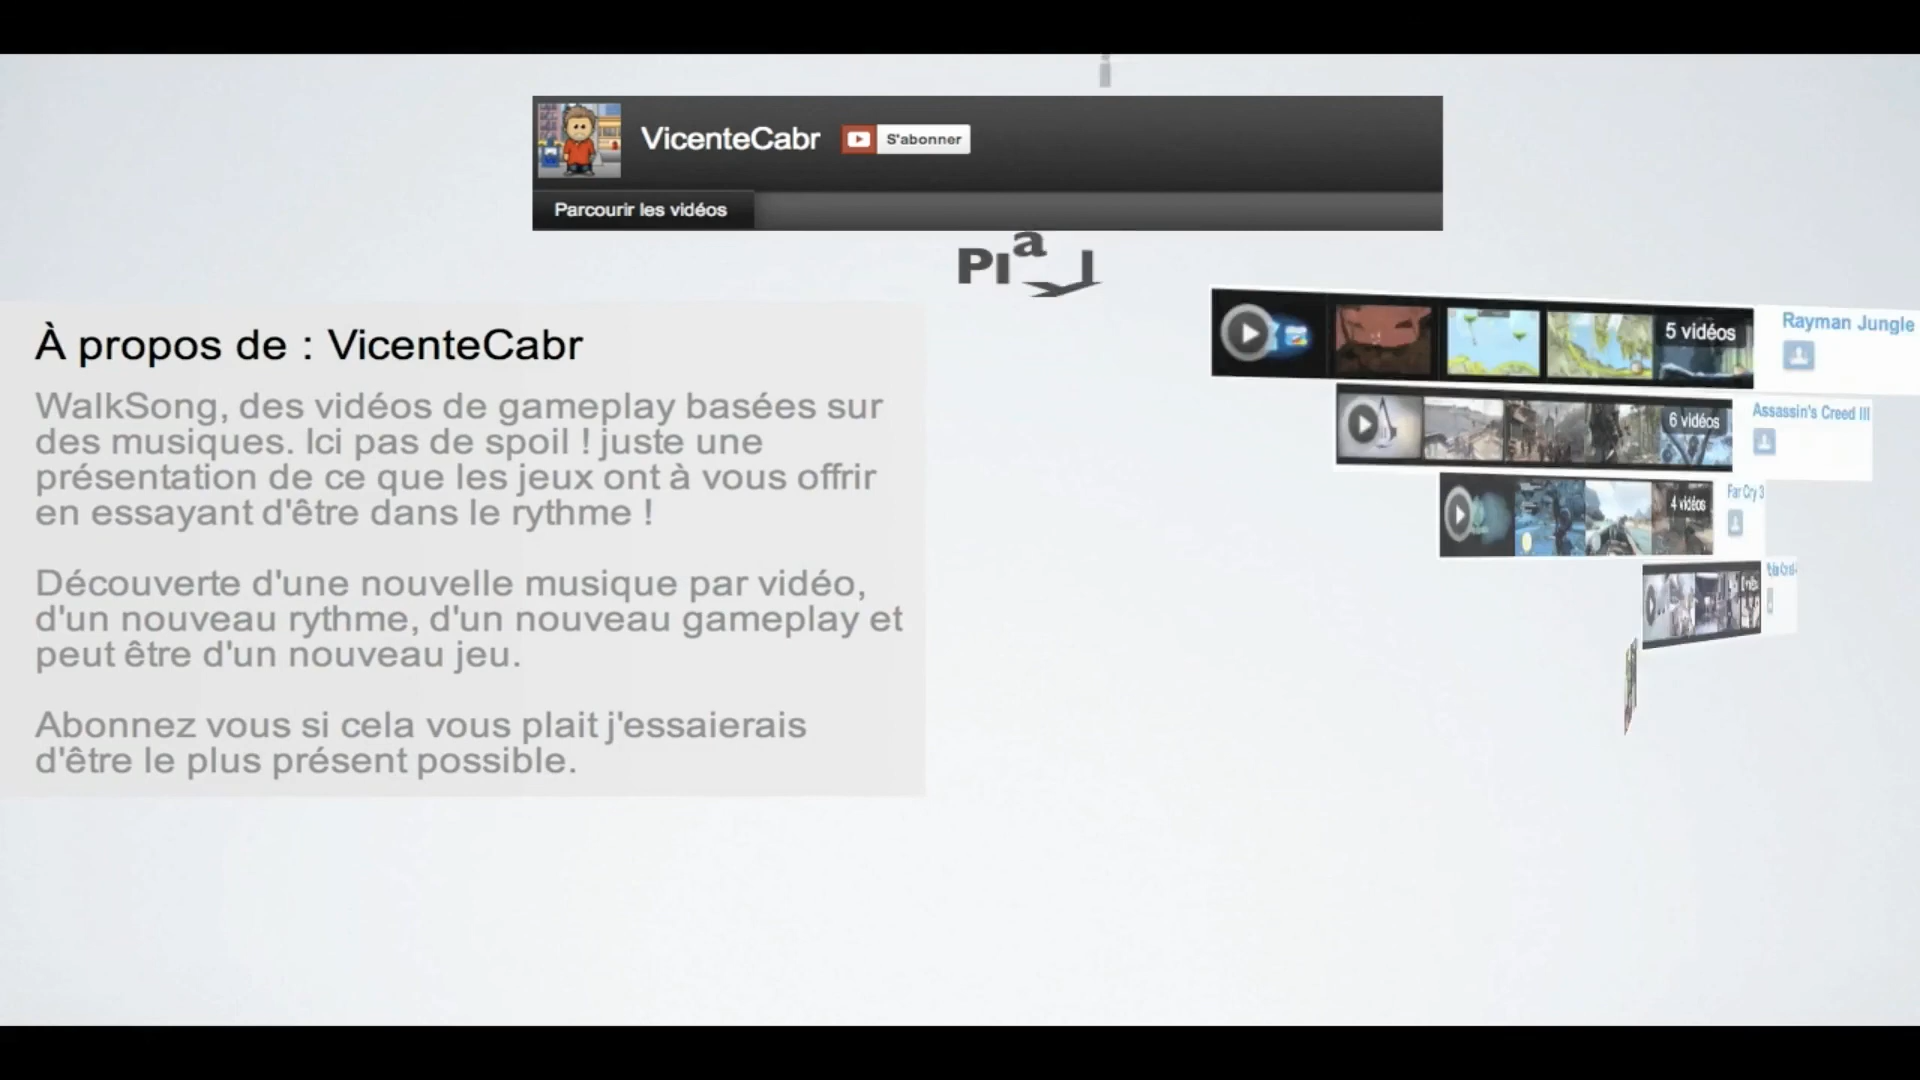 VicenteCabr
S'abonner
Parcourir les vidéos
Pla
À propos de : VicenteCabr
WalkSong, des vidéos de gameplay basées sur
des musiques. Ici pas de spoil ! juste une
présentation de ce que les jeux ont à vous offrir
en essayant d'être dans le rythme !
Découverte d'une nouvelle musique par vidéo,
d'un nouveau rythme, d'un nouveau gameplay et
peut être d'un nouveau jeu.
Abonnez vous si cela vous plait j'essaierais
d'être le plus présent possible.
5 vidéos
Rayman Jungle
6 vidéos
Assassin's Creed III
4 vidéos
Far Cry 3